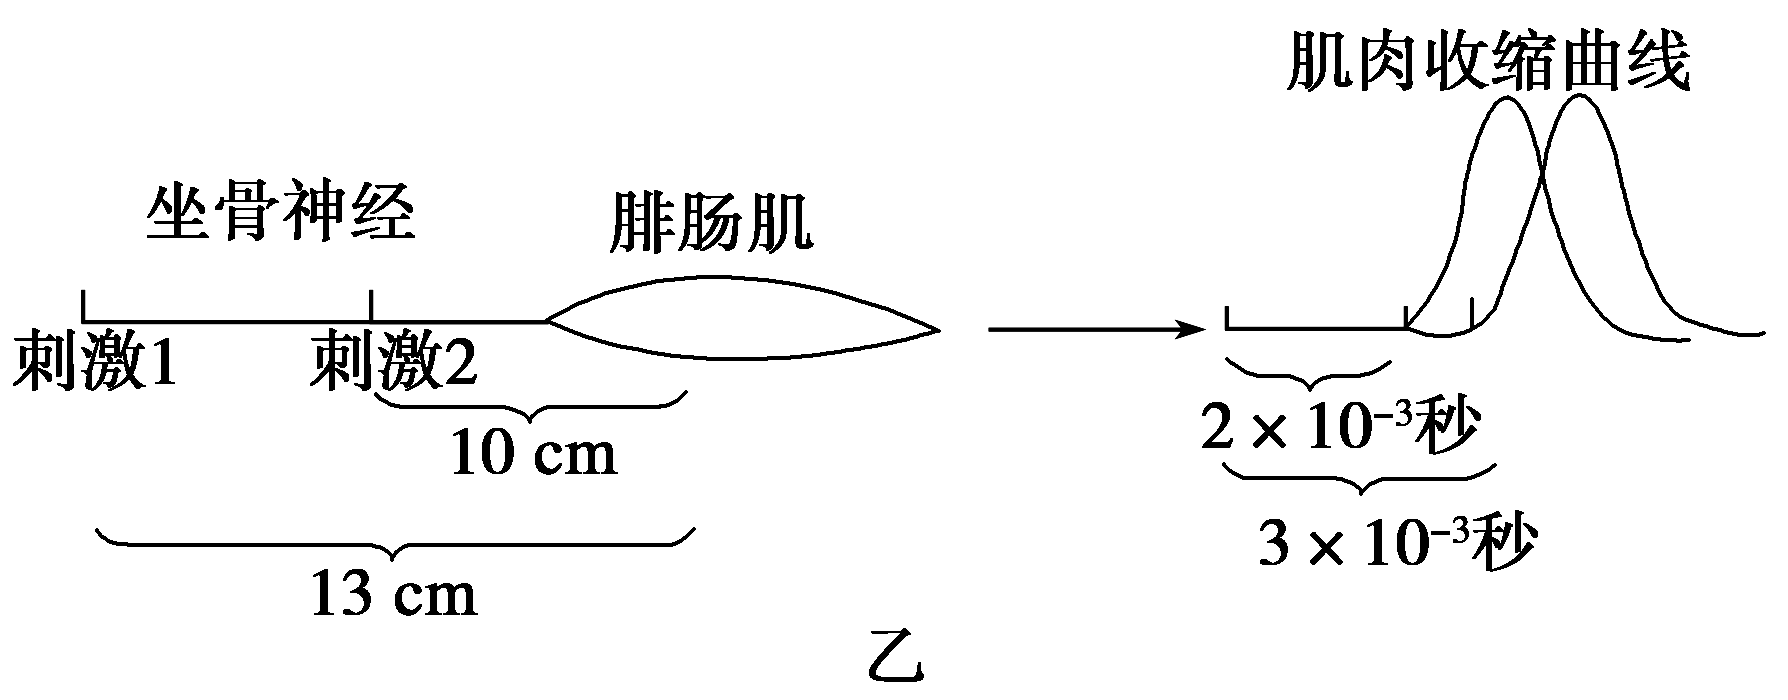 肌肉收缩曲线
坐骨神经
腓肠肌
刺激1
刺激2
10 cm
13 cm
2 × 10⁻³秒
3 × 10⁻³秒
乙